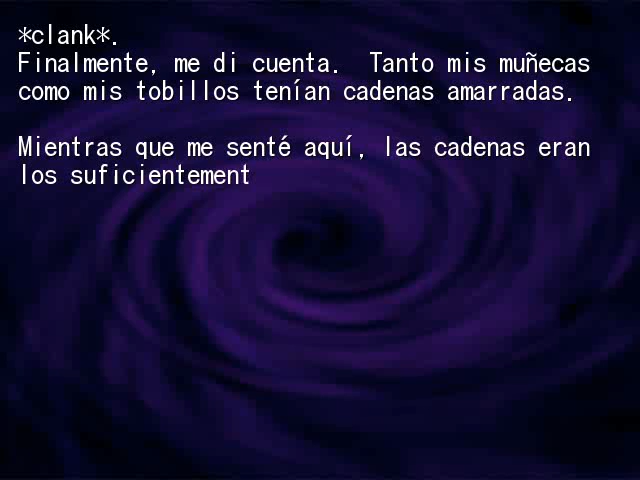 *clank*.
Finalmente, me di cuenta.  Tanto mis muñecas
como mis tobillos tenían cadenas amarradas.
Mientras que me senté aquí, las cadenas eran
los suficientement